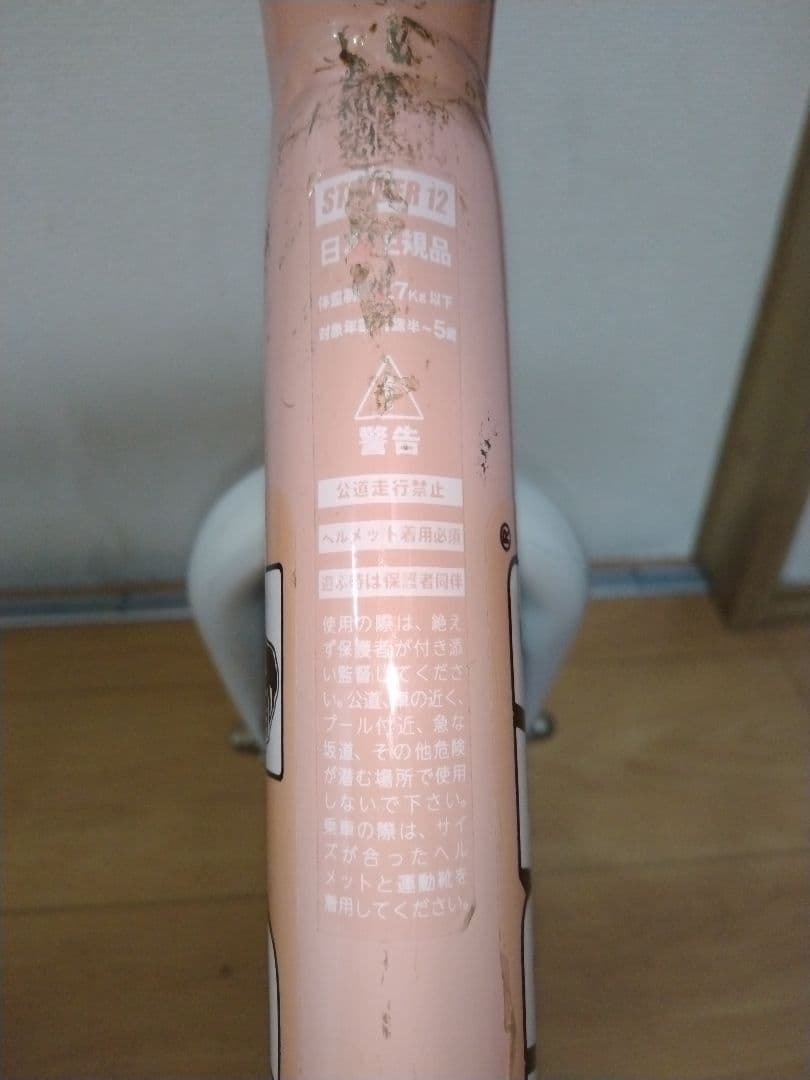 12
規品
7Kg以下
対象年 半~5歳
警告
公道走行禁止
ヘルメット着用必須
遊ぶ時は保護者同伴
使用の際は、絶え
ず保護者が付き添
い監督してくださ
い。公道、車の近く、
プール付近、急な
坂道、その他危険
が潜む場所で使用
しないで下さい。
乗車の際は、サイ
ズが合ったヘル
メットと運動靴を
着用してください。
®